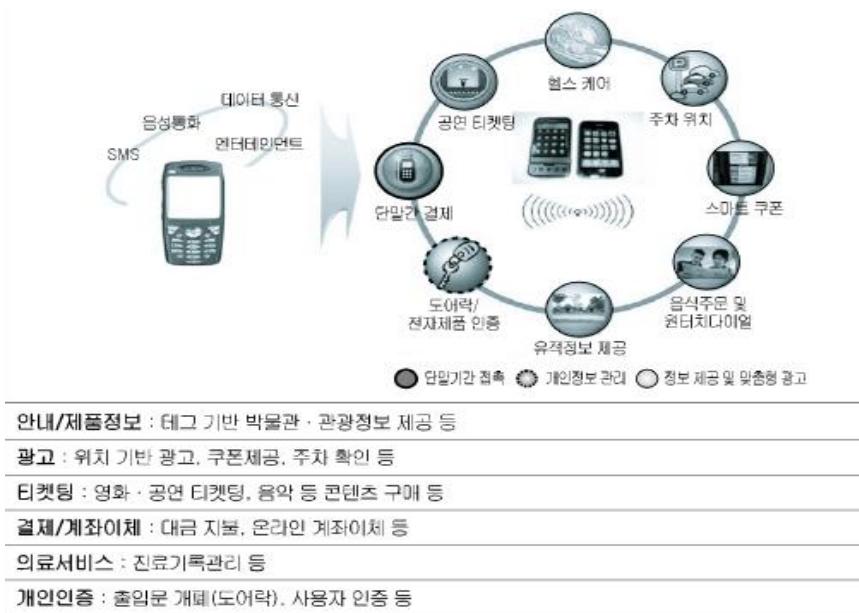 데이터 통신
음성통화
엔터테인먼트
SMS
헬스 케어
공연 티켓팅
주차 위치
단말간 결제
스마트 쿠폰
도어락/
전자제품 인증
음식주문 및
원터치다이얼
유적정보 제공
단말기간 접촉 개인정보 관리 정보 제공 및 맞춤형 광고
안내/제품정보 : 테그 기반 박물관 · 관광정보 제공 등
광고 : 위치 기반 광고, 쿠폰제공, 주차 확인 등
티켓팅 : 영화 · 공연 티켓팅, 음악 등 콘텐츠 구매 등
결제/계좌이체 : 대금 지불, 온라인 계좌이체 등
의료서비스 : 진료기록관리 등
개인인증 : 출입문 개폐(도어락), 사용자 인증 등